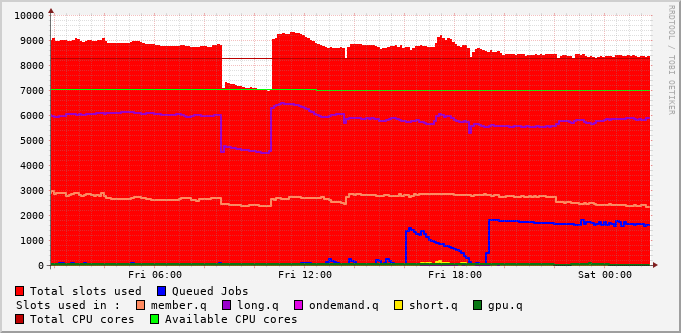 10000
9000
8000
7000
6000
5000
4000
3000
2000
1000
0
Fri 06:00 Fri 12:00 Fri 18:00 Sat 00:00
RRDTOOL / TOBI OETIKER
Total slots used Queued Jobs
Slots used in : member.q long.q ondemand.q short.q gpu.q
Total CPU cores Available CPU cores